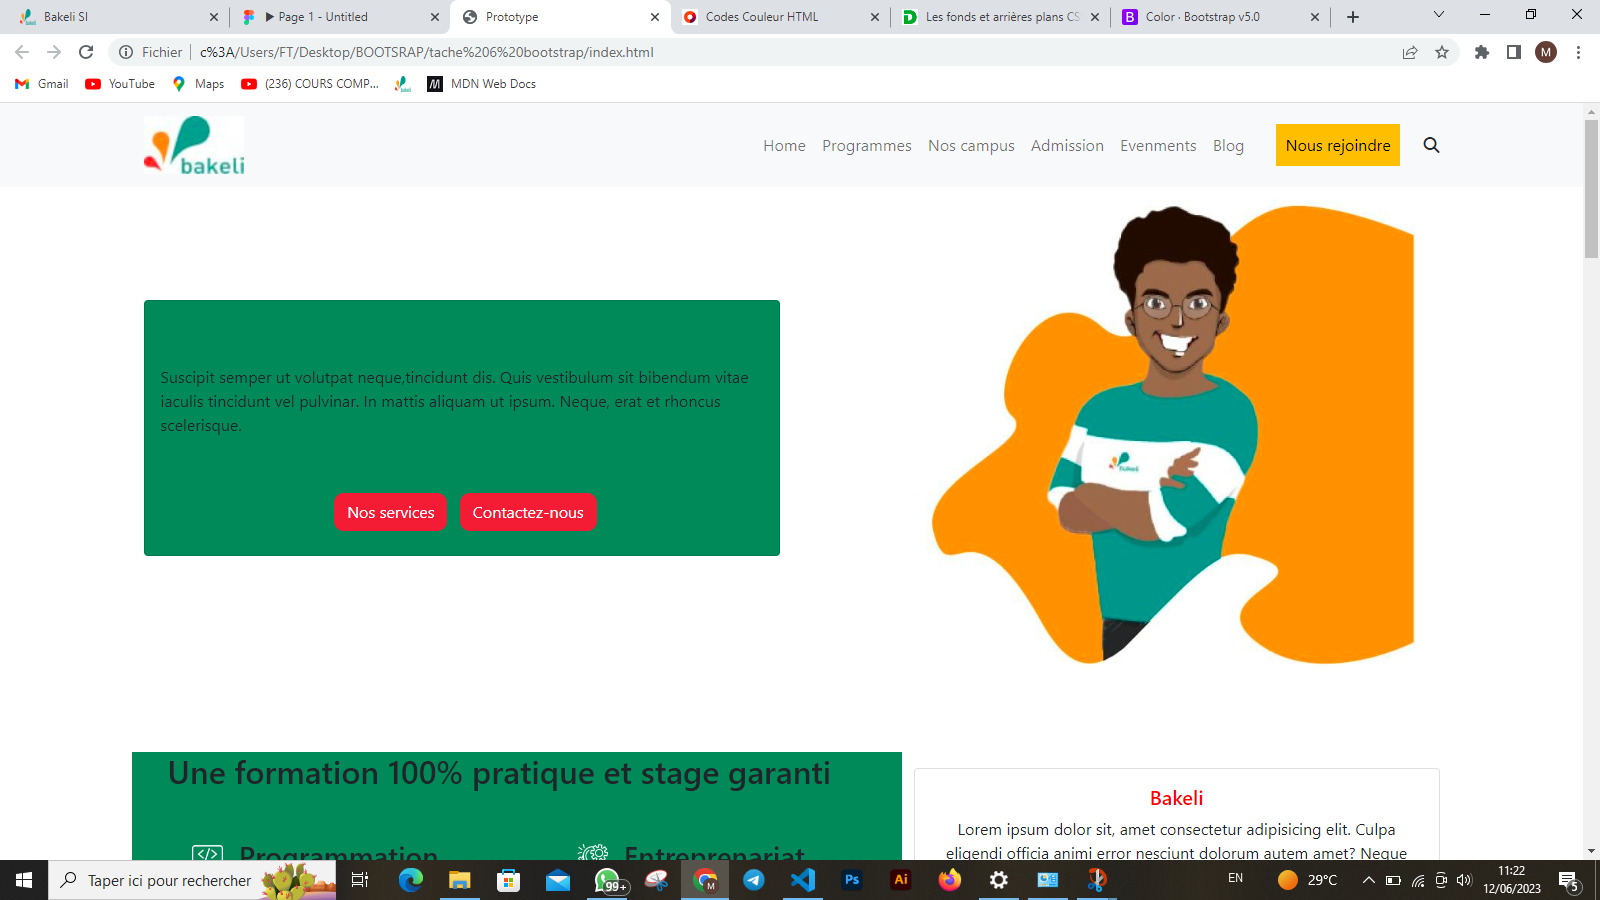 Bakeli SI
Page 1 - Untitled
Prototype
Codes Couleur HTML
Les fonds et arrières plans CS
Color · Bootstrap v5.0
Fichier
c%3A/Users/FT/Desktop/BOOTSRAP/tache%206%20bootstrap/index.html
M
Gmail
YouTube
Maps
(236) COURS COMP...
MDN Web Docs
bakeli
Home
Programmes
Nos campus
Admission
Evenments
Blog
Nous rejoindre
Suscipit semper ut volutpat neque,tincidunt dis. Quis vestibulum sit bibendum vitae
iaculis tincidunt vel pulvinar. In mattis aliquam ut ipsum. Neque, erat et rhoncus
scelerisque.
Nos services
Contactez-nous
bakeli
Une formation 100% pratique et stage garanti
Programmation
Entreprenariat
Bakeli
Lorem ipsum dolor sit, amet consectetur adipisicing elit. Culpa
eligendi officia animi error nesciunt dolorum autem amet? Neque
Taper ici pour rechercher
99+
M
Ps
Ai
EN
29°C
11:22
12/06/2023
5